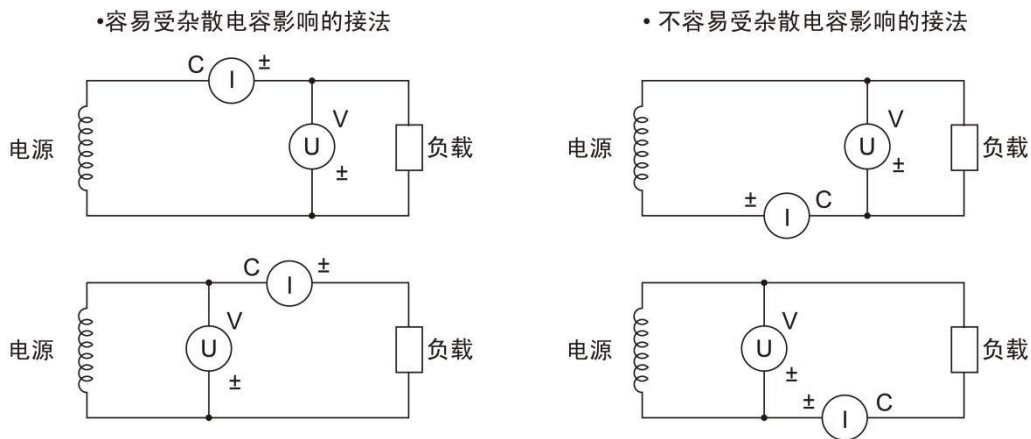 •容易受杂散电容影响的接法
C I ±
V
电源 U 负载
±
C I ±
V
电源 U 负载
±
• 不容易受杂散电容影响的接法
V
电源 U 负载
±
± I C
V
电源 U 负载
±
± I C